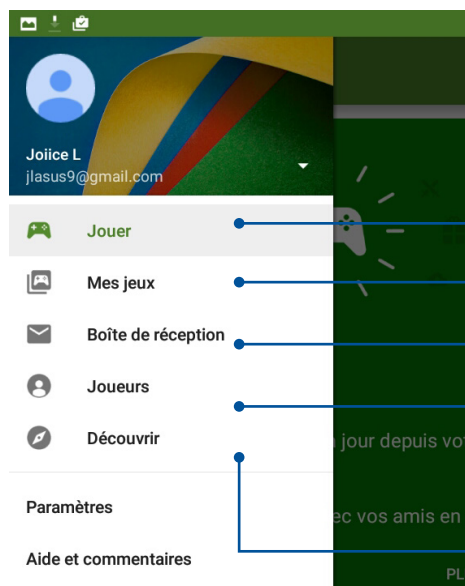 Joiice L
jlasus9@gmail.com
Jouer
Mes jeux
Boîte de réception
Joueurs
Découvrir
jour depuis vo
Paramètres
ec vos amis en
Aide et commentaires
PL